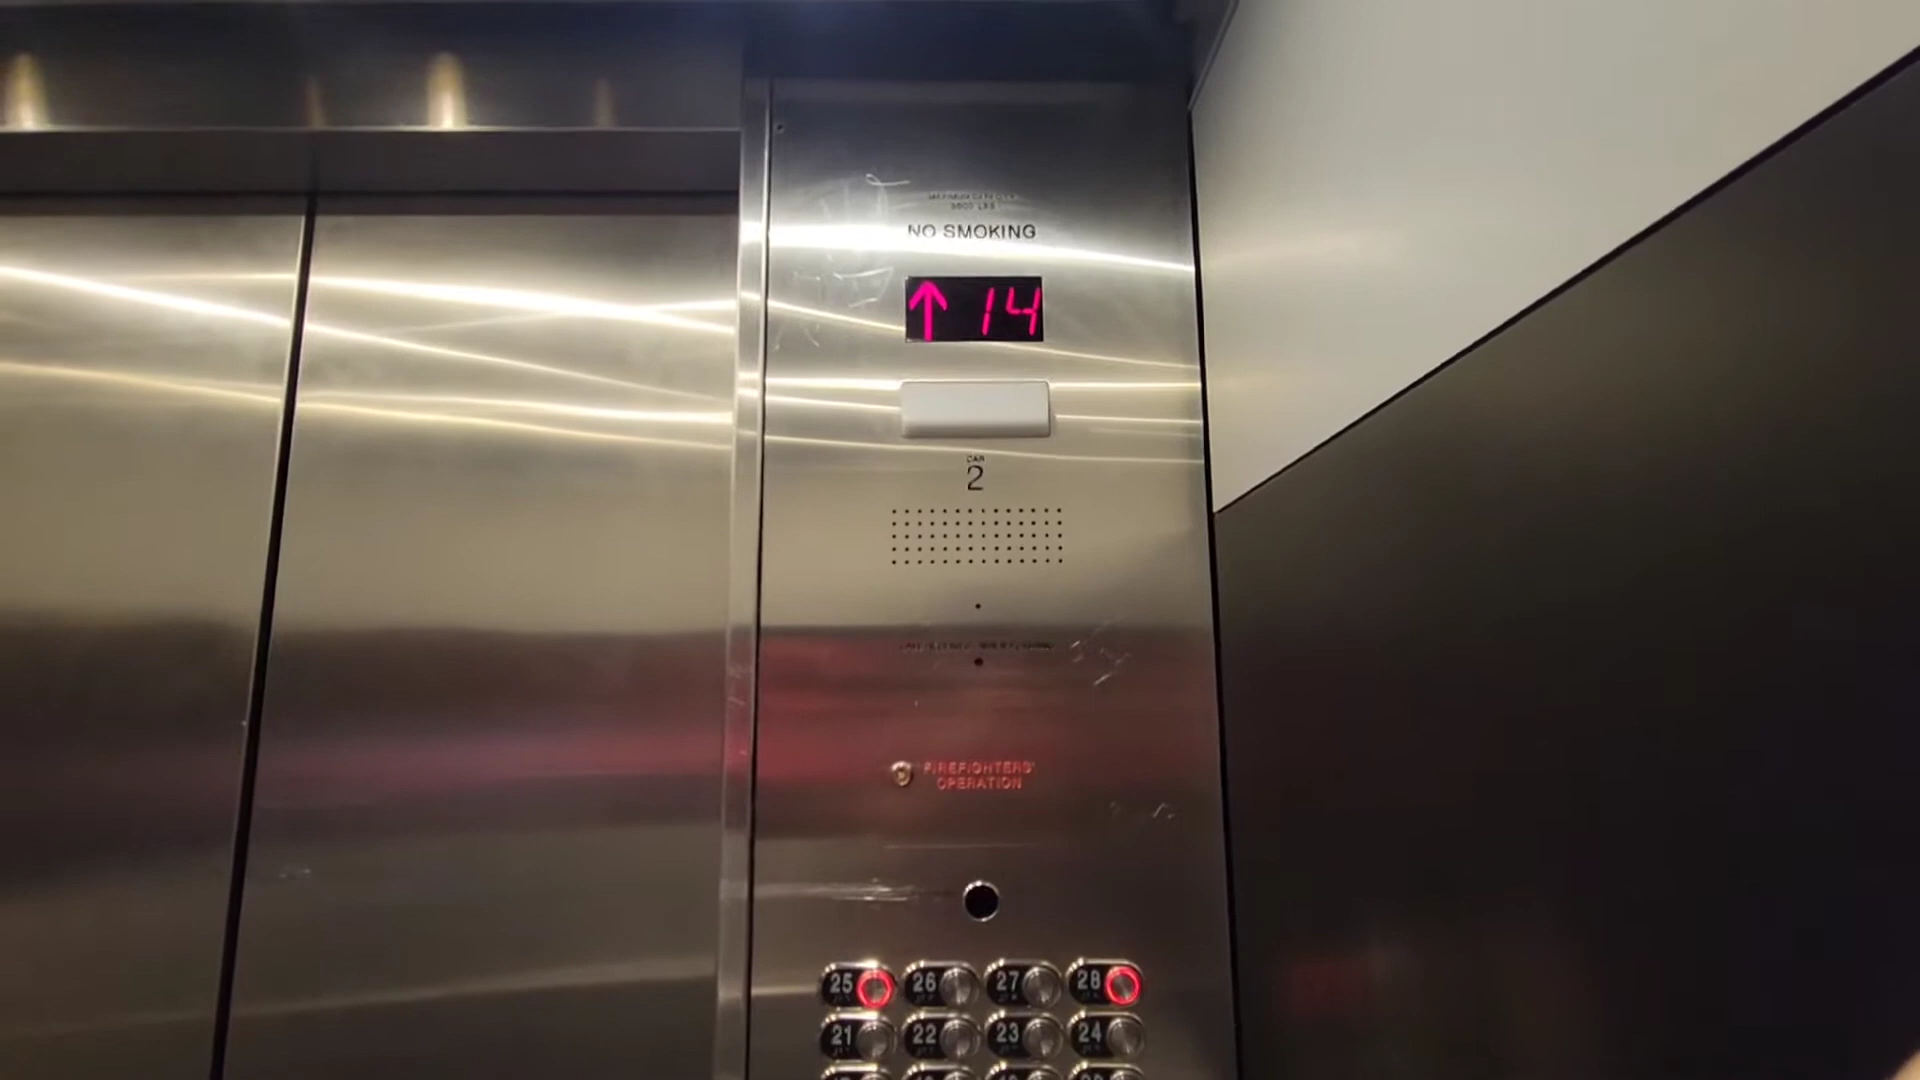 NO SMOKING
↑ 14
CAR
2
FIREFIGHTERS'
OPERATION
25 26 27 28
21 22 23 24